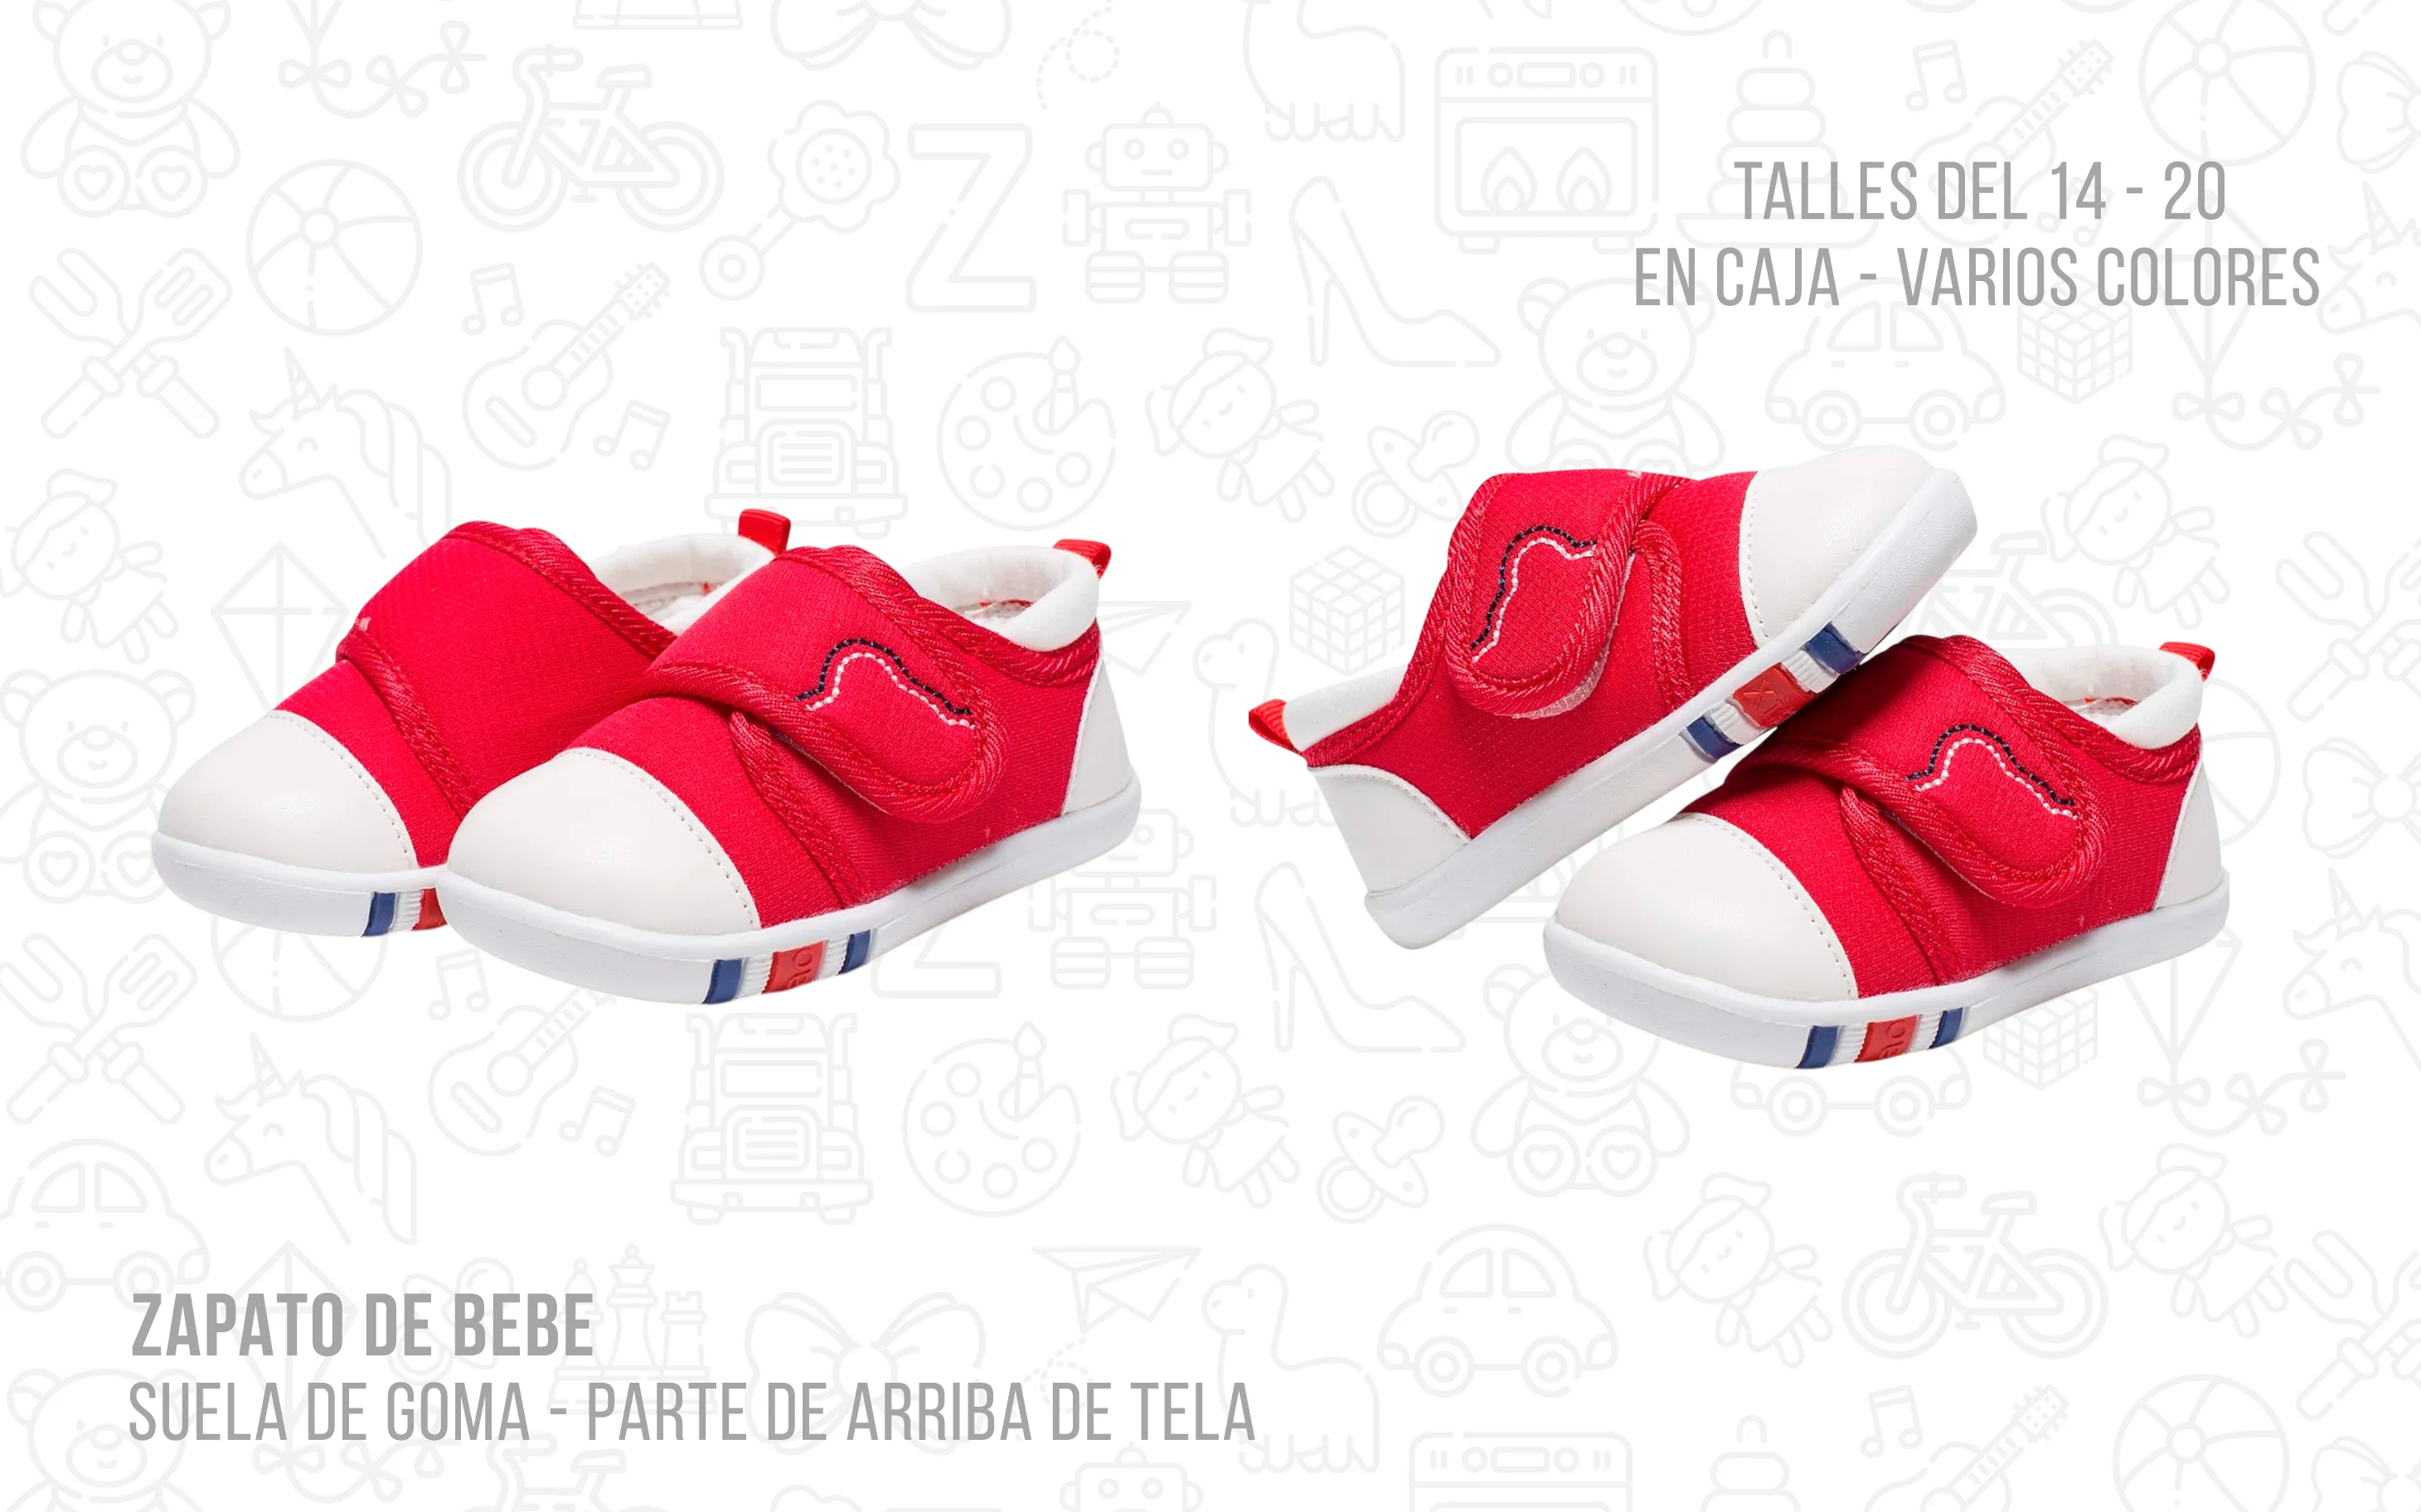 TALLES DEL 14 - 20
EN CAJA - VARIOS COLORES
ZAPATO DE BEBE
SUELA DE GOMA - PARTE DE ARRIBA DE TELA